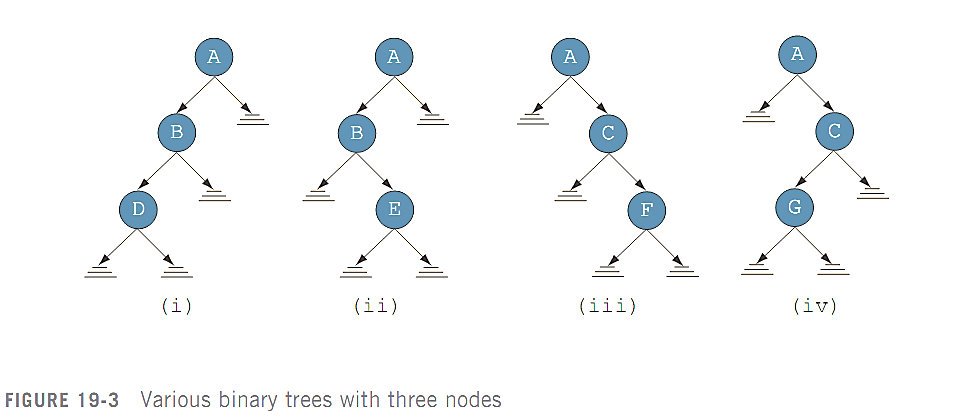 A A A A
B B C C
D E F G
(i) (ii) (iii) (iv)
FIGURE 19-3 Various binary trees with three nodes